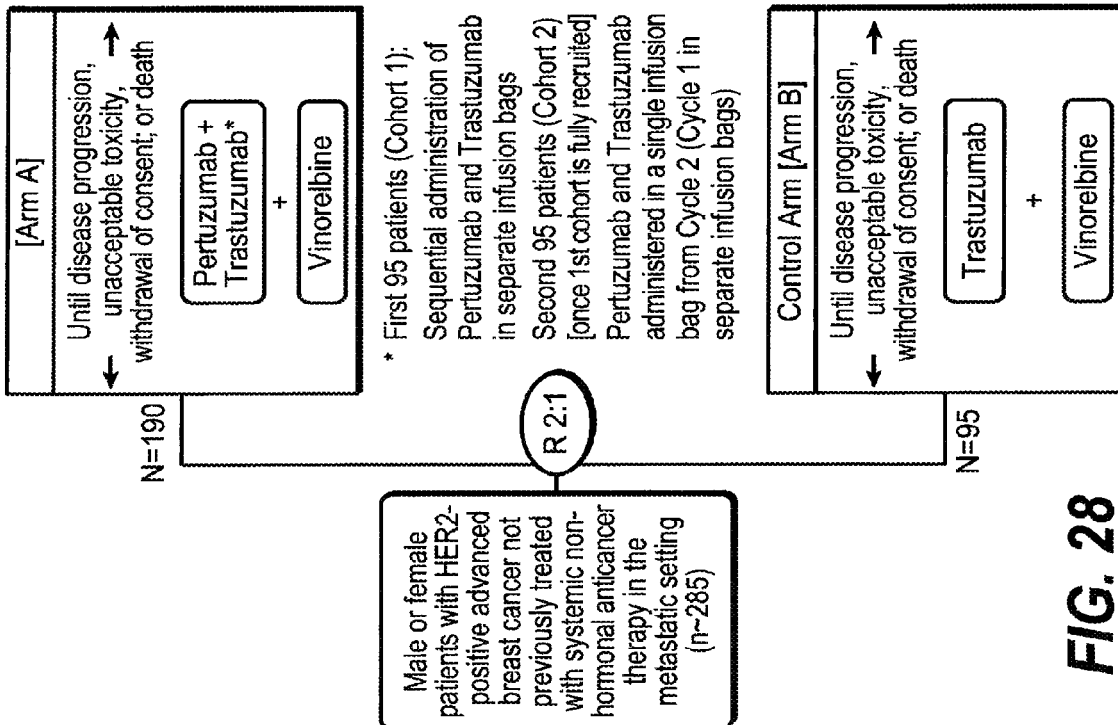 Male or female
patients with HER2-
positive advanced
breast cancer not
previously treated
with systemic non-
hormonal anticancer
therapy in the
metastatic setting
(n~285)
R 2:1
N=190
[Arm A]
Until disease progression,
unacceptable toxicity,
withdrawal of consent; or death
Pertuzumab +
Trastuzumab*
+
Vinorelbine
* First 95 patients (Cohort 1):
Sequential administration of
Pertuzumab and Trastuzumab
in separate infusion bags
Second 95 patients (Cohort 2)
[once 1st cohort is fully recruited]
Pertuzumab and Trastuzumab
administered in a single infusion
bag from Cycle 2 (Cycle 1 in
separate infusion bags)
N=95
Control Arm [Arm B]
Until disease progression,
unacceptable toxicity,
withdrawal of consent; or death
Trastuzumab
+
Vinorelbine
FIG. 28